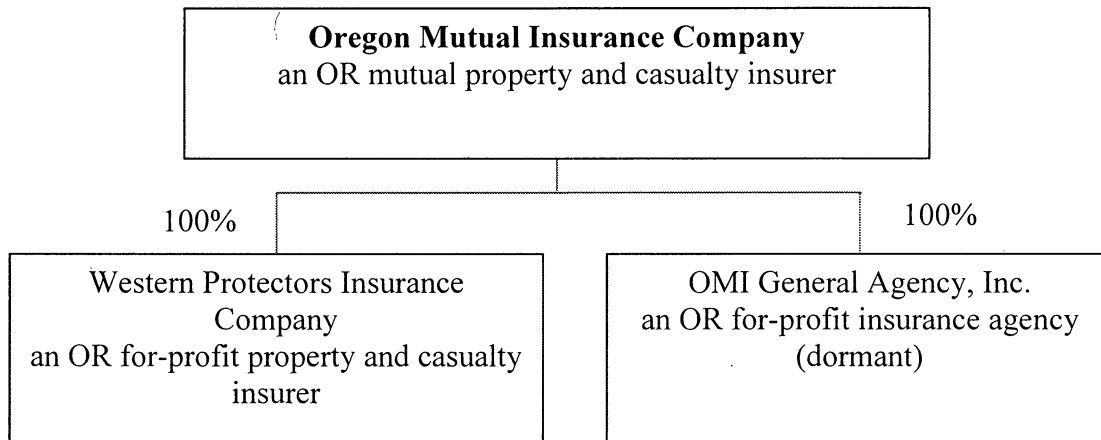 Oregon Mutual Insurance Company
an OR mutual property and casualty insurer
100%
100%
Western Protectors Insurance
Company
an OR for-profit property and casualty
insurer
OMI General Agency, Inc.
an OR for-profit insurance agency
(dormant)